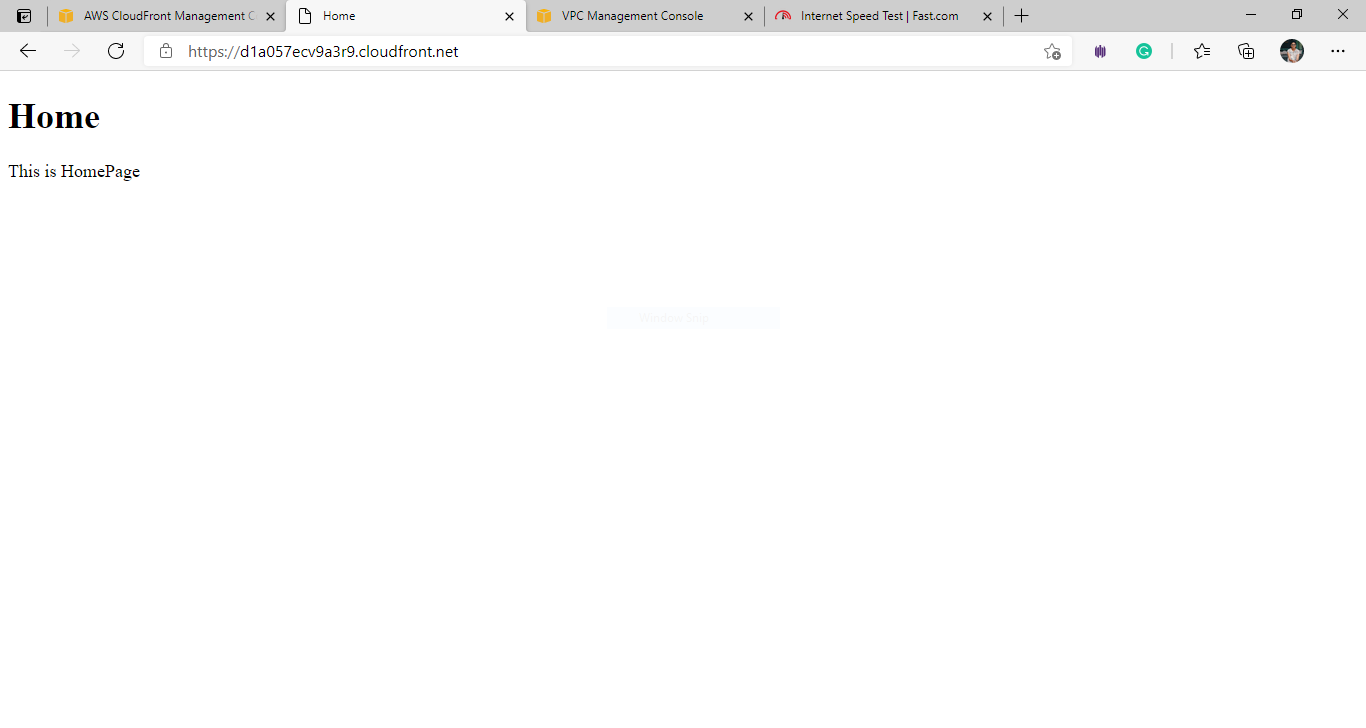 AWS CloudFront Management C
Home
VPC Management Console
Internet Speed Test | Fast.com
https://d1a057ecv9a3r9.cloudfront.net
Home
This is HomePage
Window Snip